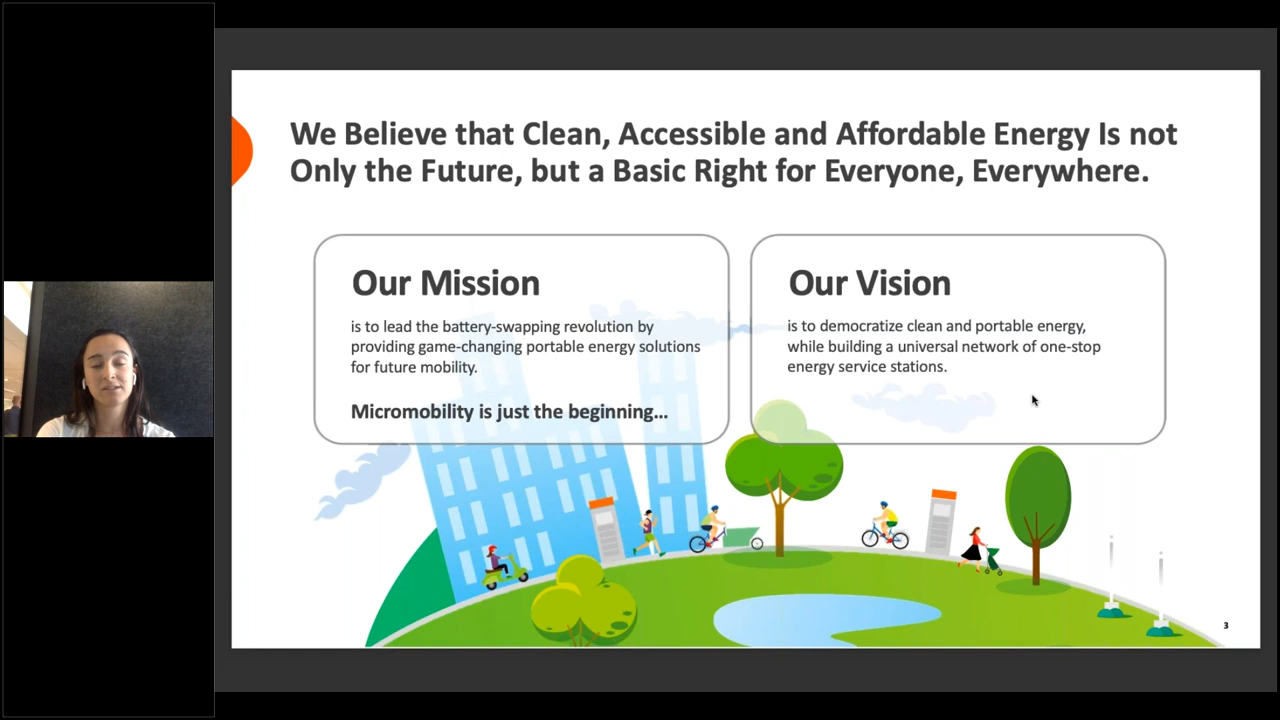 We Believe that Clean, Accessible and Affordable Energy Is not
Only the Future, but a Basic Right for Everyone, Everywhere.
Our Mission
is to lead the battery-swapping revolution by
providing game-changing portable energy solutions
for future mobility.
Micromobility is just the beginning...
Our Vision
is to democratize clean and portable energy,
while building a universal network of one-stop
energy service stations.
3